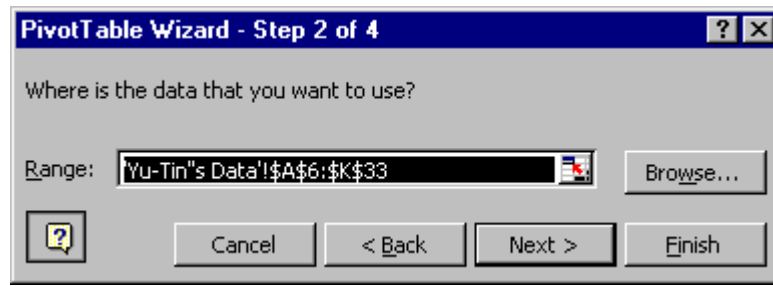 PivotTable Wizard - Step 2 of 4
Where is the data that you want to use?
Range: 'Yu-Tin''s Data'!$A$6:$K$33 Browse...
Cancel < Back Next > Finish